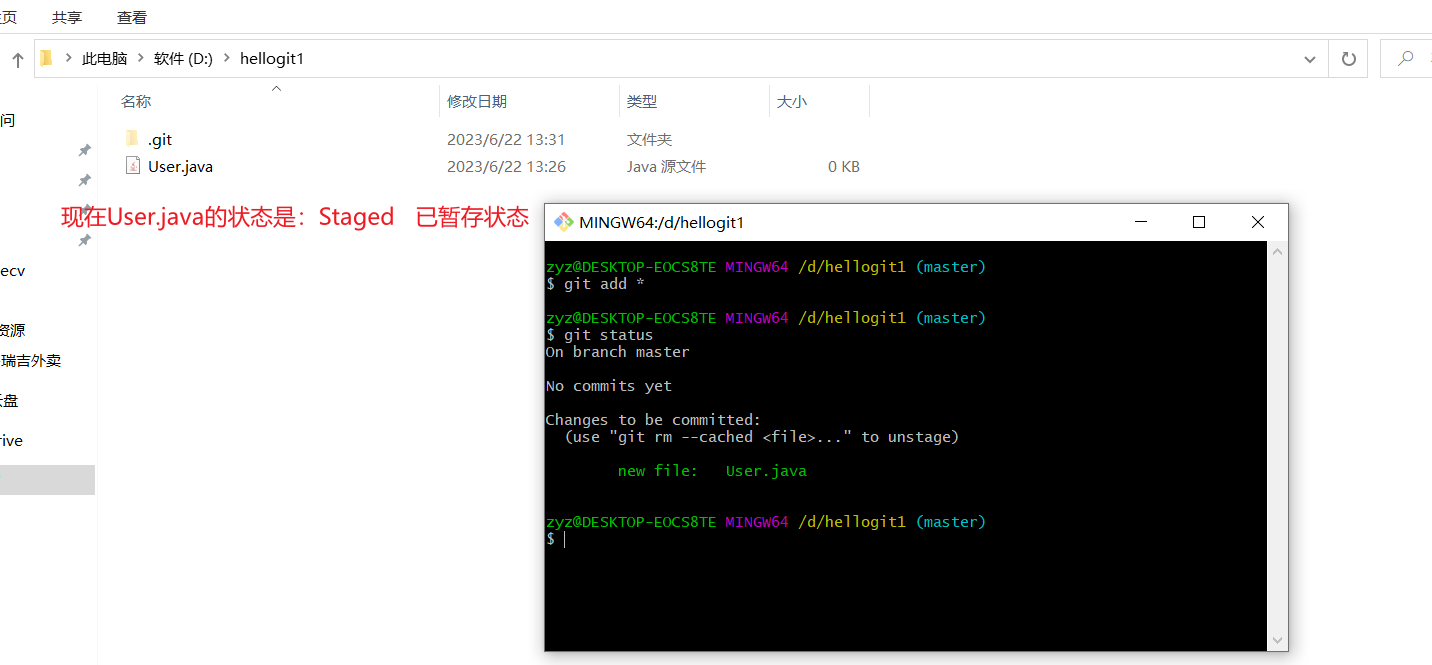 共享 查看
此电脑 软件 (D:) hellogit1
名称 修改日期 类型 大小
问
.git 2023/6/22 13:31 文件夹
User.java 2023/6/22 13:26 Java 源文件 0 KB
现在User.java的状态是：Staged 已暂存状态
MINGW64:/d/hellogit1
zyz@DESKTOP-EOCS8TE MINGW64 /d/hellogit1 (master)
$ git add *
zyz@DESKTOP-EOCS8TE MINGW64 /d/hellogit1 (master)
$ git status
On branch master
No commits yet
Changes to be committed:
(use "git rm --cached <file>..." to unstage)
new file: User.java
zyz@DESKTOP-EOCS8TE MINGW64 /d/hellogit1 (master)
$
ecv
资源
瑞吉外卖
盘
rive